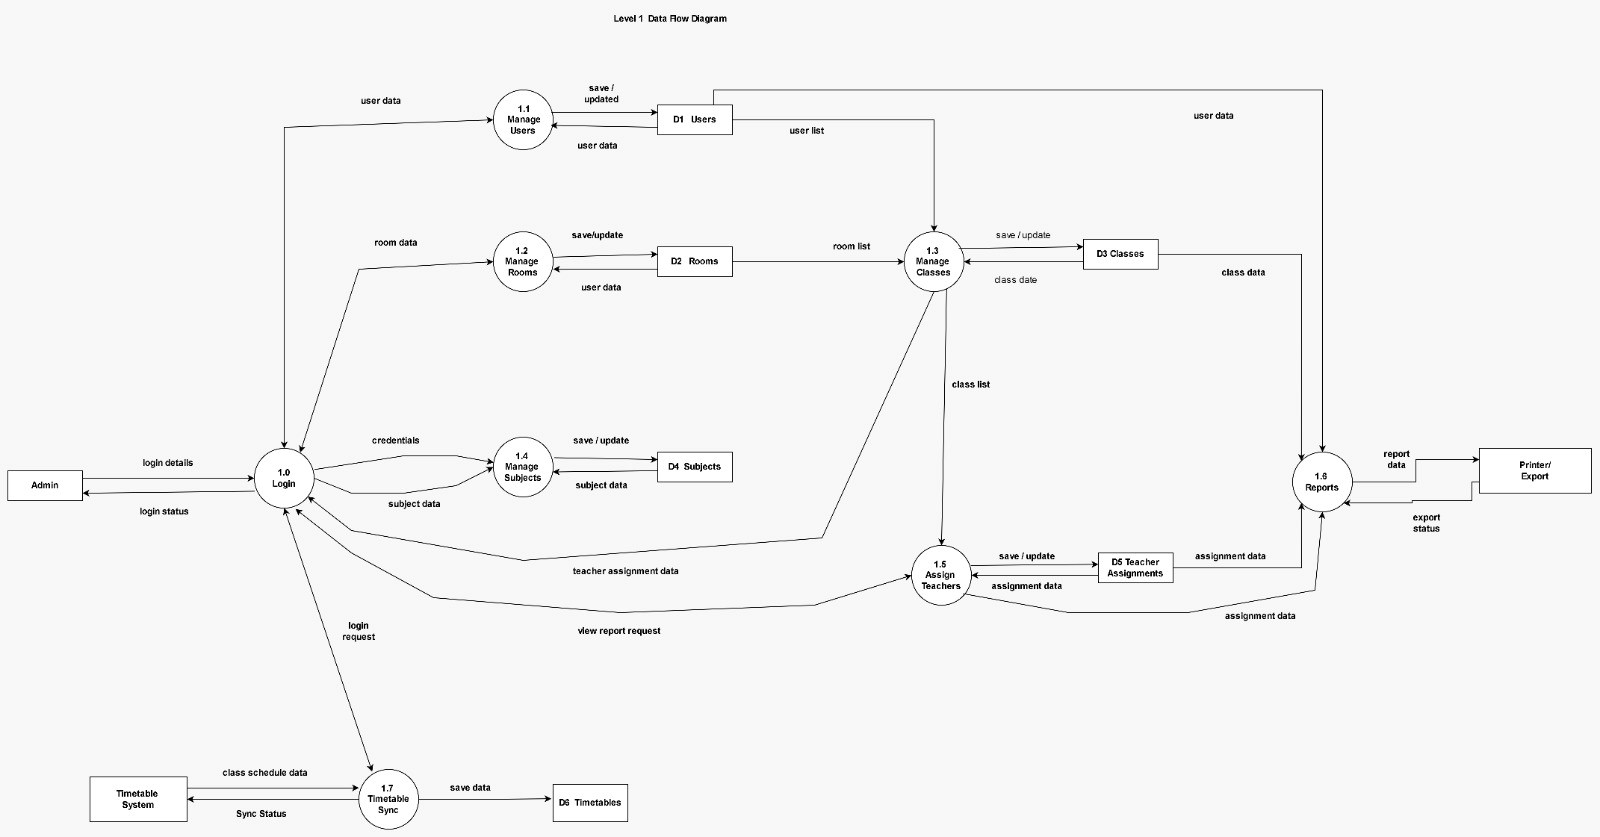 Level 1 Data Flow Diagram
save /
updated
user data
1.1
Manage
Users
D1 Users
user data
user list
user data
room data
1.2
Manage
Rooms
save/update
D2 Rooms
user data
room list
1.3
Manage
Classes
save / update
D3 Classes
class date
class data
class list
credentials
1.4
Manage
Subjects
save / update
D4 Subjects
subject data
subject data
Admin
login details
login status
1.0
Login
1.6
Reports
report
data
Printer/
Export
export
status
teacher assignment data
1.5
Assign
Teachers
save / update
D5 Teacher
Assignments
assignment data
assignment data
assignment data
view report request
login
request
Timetable
System
class schedule data
Sync Status
1.7
Timetable
Sync
save data
D6 Timetables